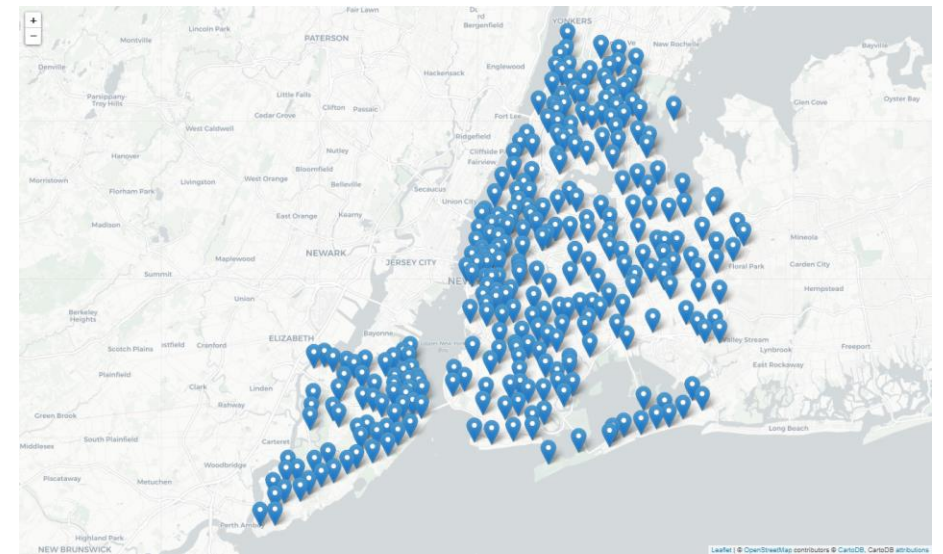 +
−
Fair Lawn
Lincoln Park
Bergenfield
YONKERS
Montville
PATERSON
New Rochelle
Bayville
Denville
Englewood
Hackensack
Parsippany-
Troy Hills
Little Falls
Clifton
Passaic
Glen Cove
Oyster Bay
Cedar Grove
Fort Lee
West Caldwell
Ridgefield
Nutley
Cliffside
Hanover
Fairview
Bloomfield
Morristown
Livingston
West Orange
Belleville
Secaucus
Florham Park
Union City
East Orange
Kearny
Madison
Mineola
NEWARK
Maplewood
JERSEY CITY
Floral Park
Garden City
Summit
NEW
Hempstead
Union
Berkeley
Heights
ELIZABETH
Bayonne
Valley Stream
Scotch Plains
Cranford
Lynbrook
Freeport
East Rockaway
Plainfield
Clark
Linden
Rahway
Green Brook
Long Beach
Carteret
South Plainfield
Middlesex
Woodbridge
Piscataway
Metuchen
Perth Amboy
Highland Park
NEW BRUNSWICK
Leaflet | © OpenStreetMap contributors © CartoDB, CartoDB attributions